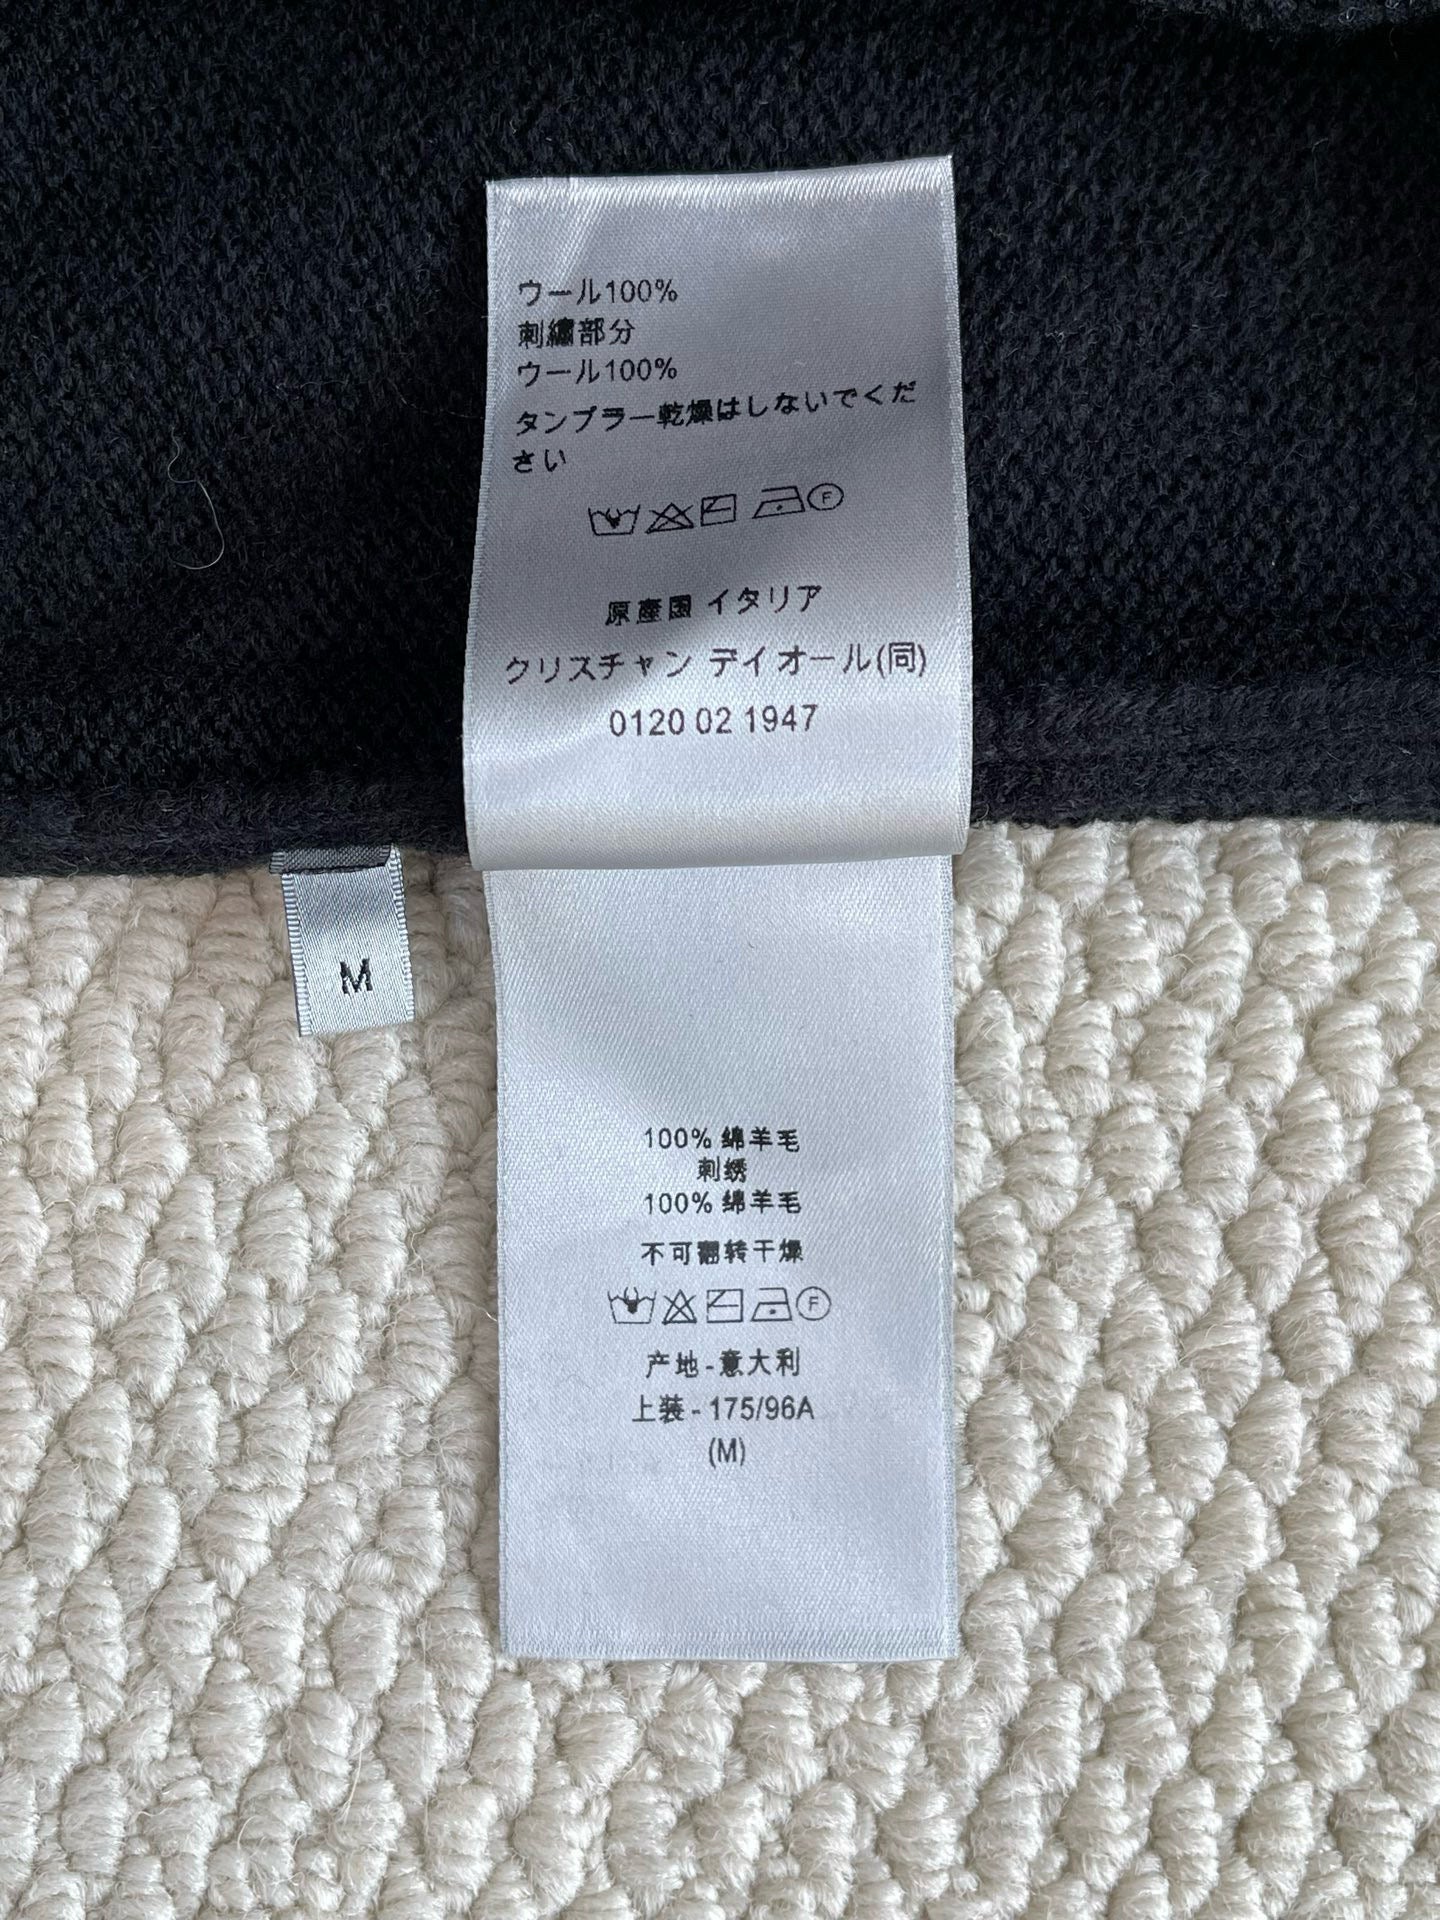 ウール100%
刺繍部分
ウール100%
タンブラー乾燥はしないでくだ
さい
F
原産国 イタリア
クリスチャン デイオール(同)
0120 02 1947
M
100% 绵羊毛
刺绣
100% 绵羊毛
不可翻转干燥
F
产地 - 意大利
上装 - 175/96A
(M)